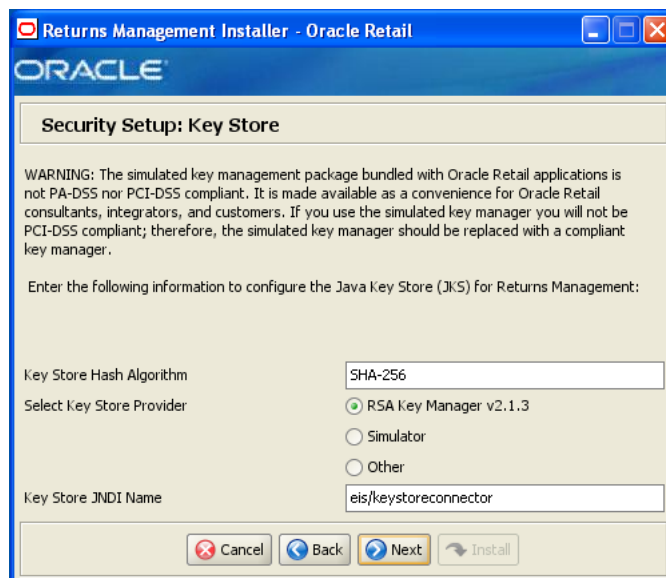 Returns Management Installer - Oracle Retail
ORACLE
Security Setup: Key Store
WARNING: The simulated key management package bundled with Oracle Retail applications is
not PA-DSS nor PCI-DSS compliant. It is made available as a convenience for Oracle Retail
consultants, integrators, and customers. If you use the simulated key manager you will not be
PCI-DSS compliant; therefore, the simulated key manager should be replaced with a compliant
key manager.
Enter the following information to configure the Java Key Store (JKS) for Returns Management:
Key Store Hash Algorithm SHA-256
Select Key Store Provider RSA Key Manager v2.1.3
Simulator
Other
Key Store JNDI Name eis/keystoreconnector
Cancel Back Next Install